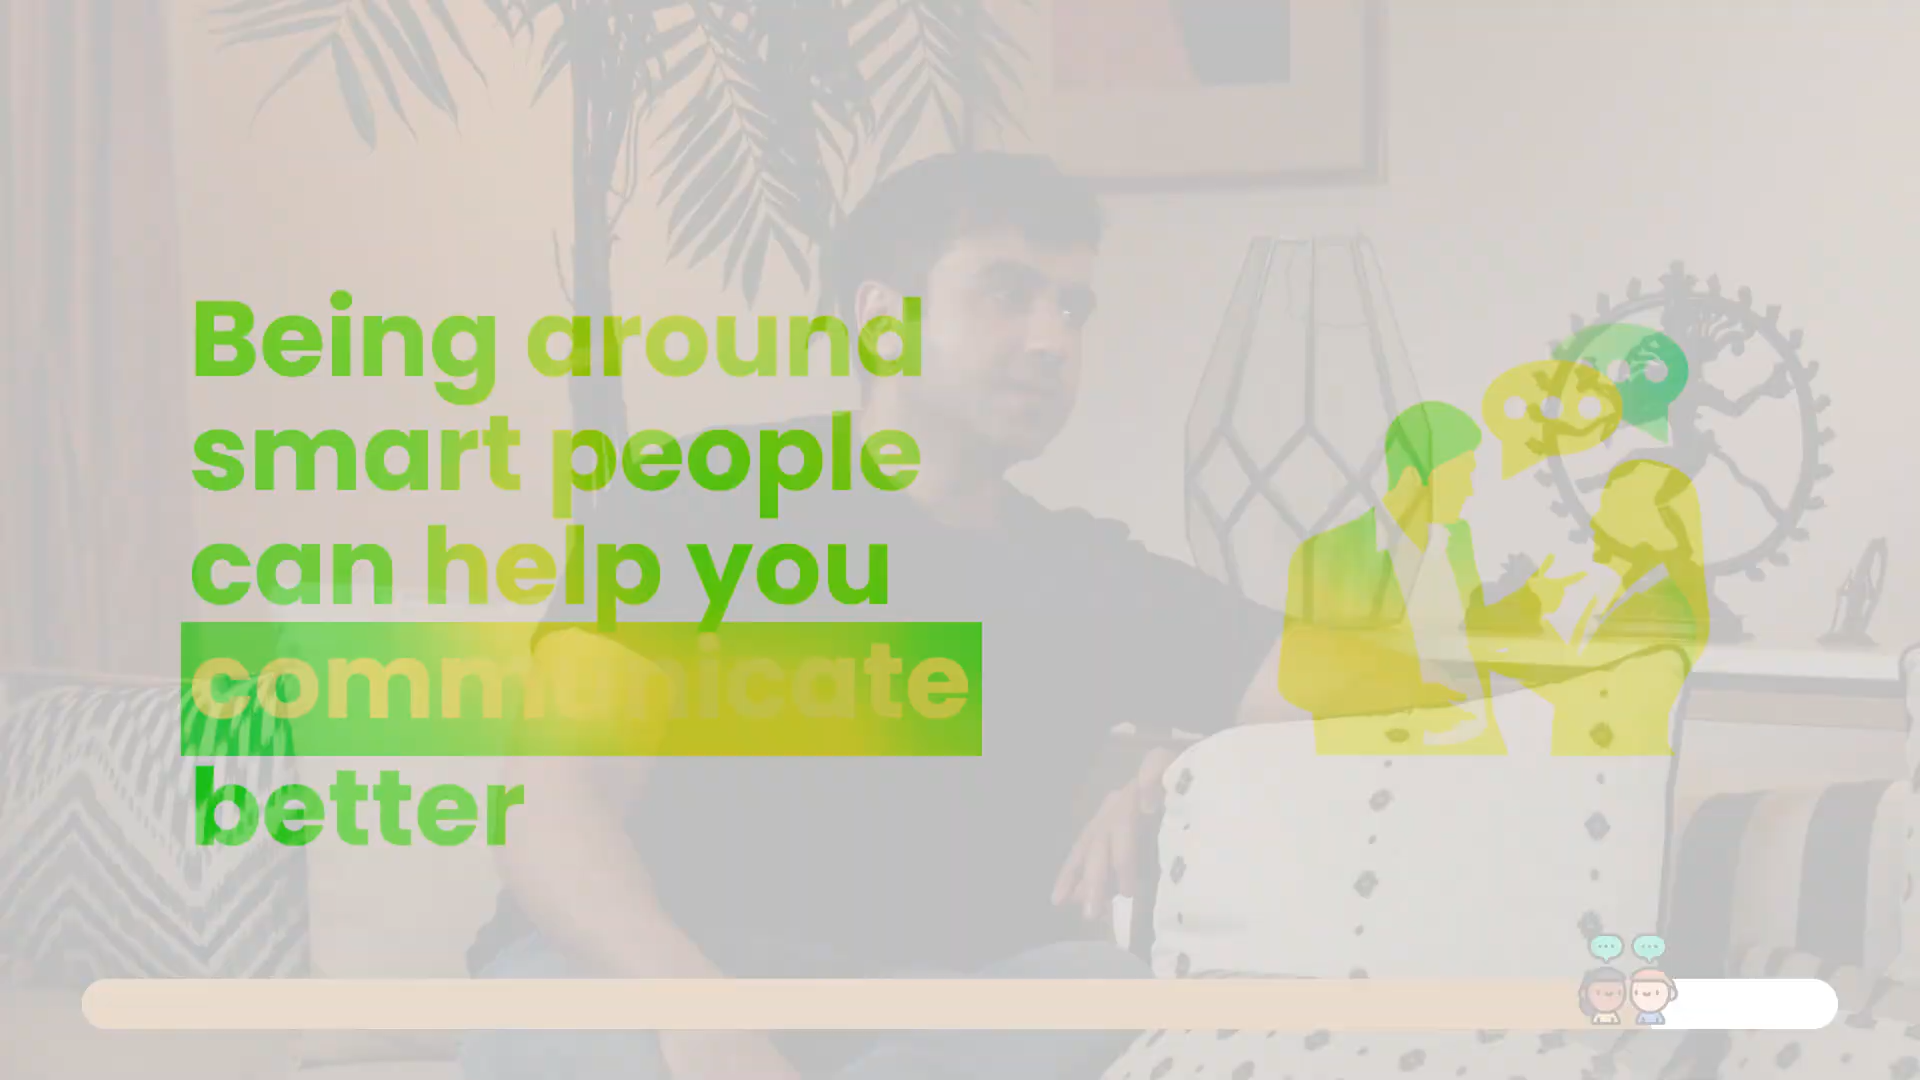 Being around
smart people
can help you
communicate
better